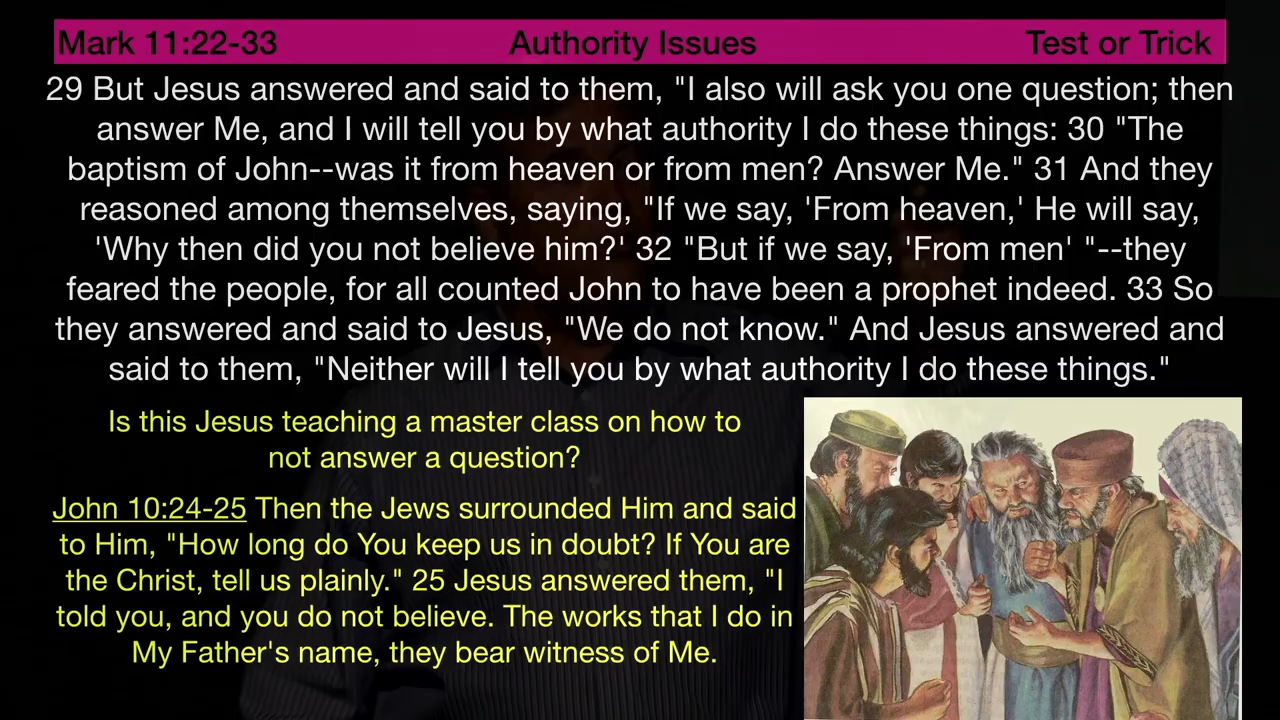 Mark 11:22-33 Authority Issues Test or Trick
29 But Jesus answered and said to them, "I also will ask you one question; then
answer Me, and I will tell you by what authority I do these things: 30 "The
baptism of John--was it from heaven or from men? Answer Me." 31 And they
reasoned among themselves, saying, "If we say, 'From heaven,' He will say,
'Why then did you not believe him?' 32 "But if we say, 'From men' "--they
feared the people, for all counted John to have been a prophet indeed. 33 So
they answered and said to Jesus, "We do not know." And Jesus answered and
said to them, "Neither will I tell you by what authority I do these things."
Is this Jesus teaching a master class on how to
not answer a question?
John 10:24-25 Then the Jews surrounded Him and said
to Him, "How long do You keep us in doubt? If You are
the Christ, tell us plainly." 25 Jesus answered them, "I
told you, and you do not believe. The works that I do in
My Father's name, they bear witness of Me.